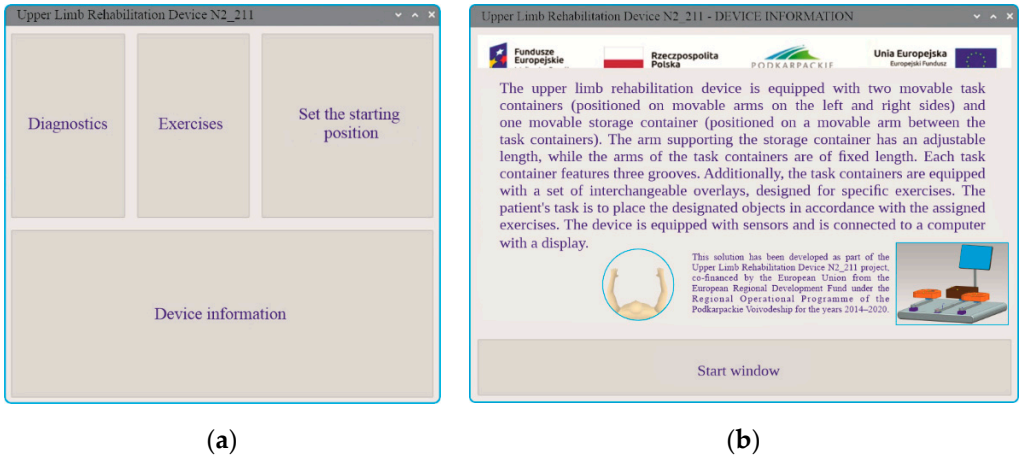 Upper Limb Rehabilitation Device N2_211
Diagnostics
Exercises
Set the starting
position
Device information
(a)
Upper Limb Rehabilitation Device N2_211 - DEVICE INFORMATION
Fundusze
Europejskie
Rzeczpospolita
Polska
PODKARPACKIE
Unia Europejska
Europejski Fundusz
The upper limb rehabilitation device is equipped with two movable task
containers (positioned on movable arms on the left and right sides) and
one movable storage container (positioned on a movable arm between the
task containers). The arm supporting the storage container has an adjustable
length, while the arms of the task containers are of fixed length. Each task
container features three grooves. Additionally, the task containers are equipped
with a set of interchangeable overlays, designed for specific exercises. The
patient's task is to place the designated objects in accordance with the assigned
exercises. The device is equipped with sensors and is connected to a computer
with a display.
This solution has been developed as part of the
Upper Limb Rehabilitation Device N2_211 project,
co-financed by the European Union from the
European Regional Development Fund under the
Regional Operational Programme of the
Podkarpackie Voivodeship for the years 2014–2020.
Start window
(b)